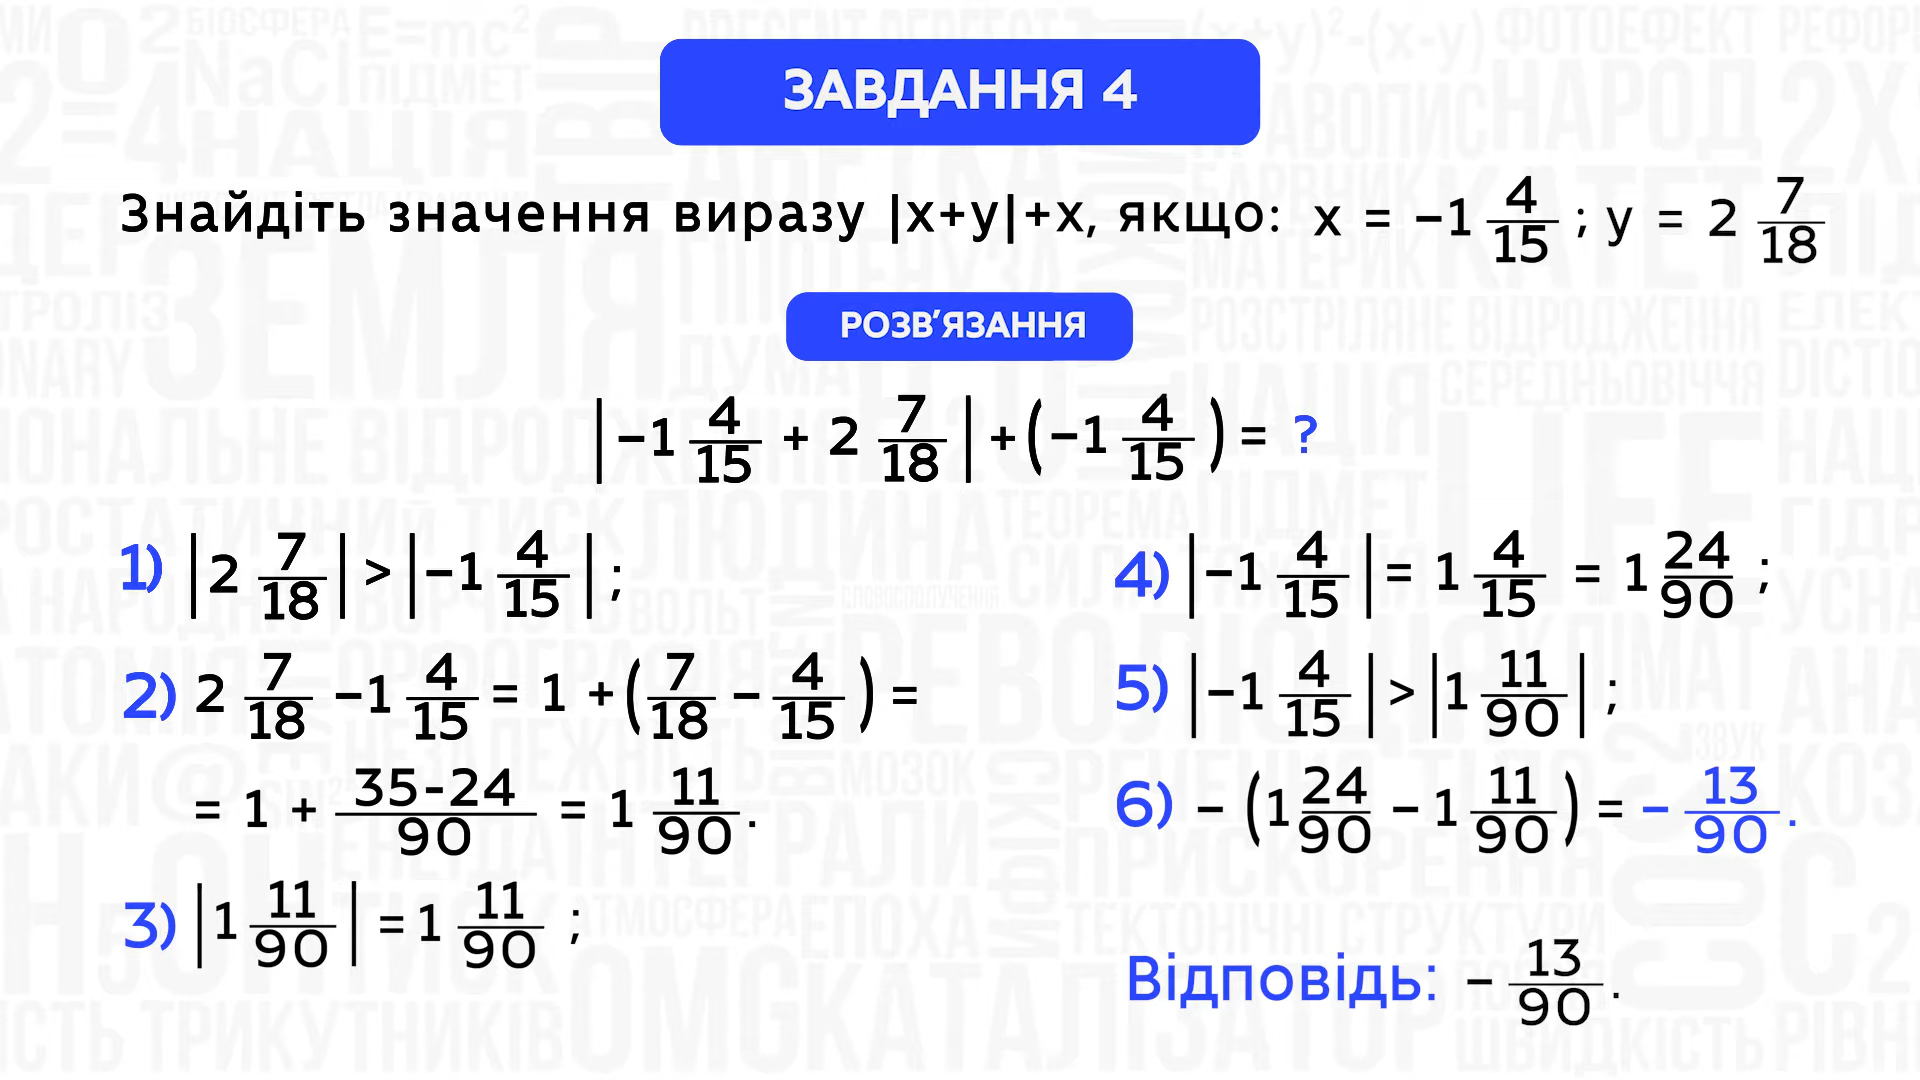 ЗАВДАННЯ 4
Знайдіть значення виразу |x+y|+x, якщо: x = −1 4/15 ; y = 2 7/18
РОЗВ’ЯЗАННЯ
|−1 4/15 + 2 7/18| + (−1 4/15) = ?
1) |2 7/18| > |−1 4/15| ;
2) 2 7/18 −1 4/15 = 1 + (7/18 − 4/15) =
= 1 + 35-24/90 = 1 11/90.
3) |1 11/90| = 1 11/90 ;
4) |−1 4/15| = 1 4/15 = 1 24/90 ;
5) |−1 4/15| > |1 11/90| ;
6) − (1 24/90 − 1 11/90) = − 13/90.
Відповідь: − 13/90.